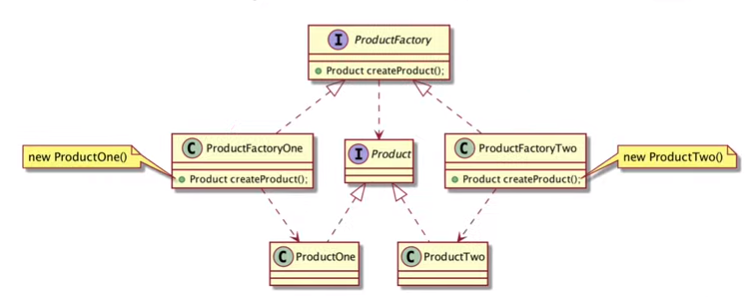 I ProductFactory
Product createProduct();
new ProductOne()
C ProductFactoryOne
Product createProduct();
I Product
C ProductFactoryTwo
Product createProduct();
new ProductTwo()
C ProductOne
C ProductTwo